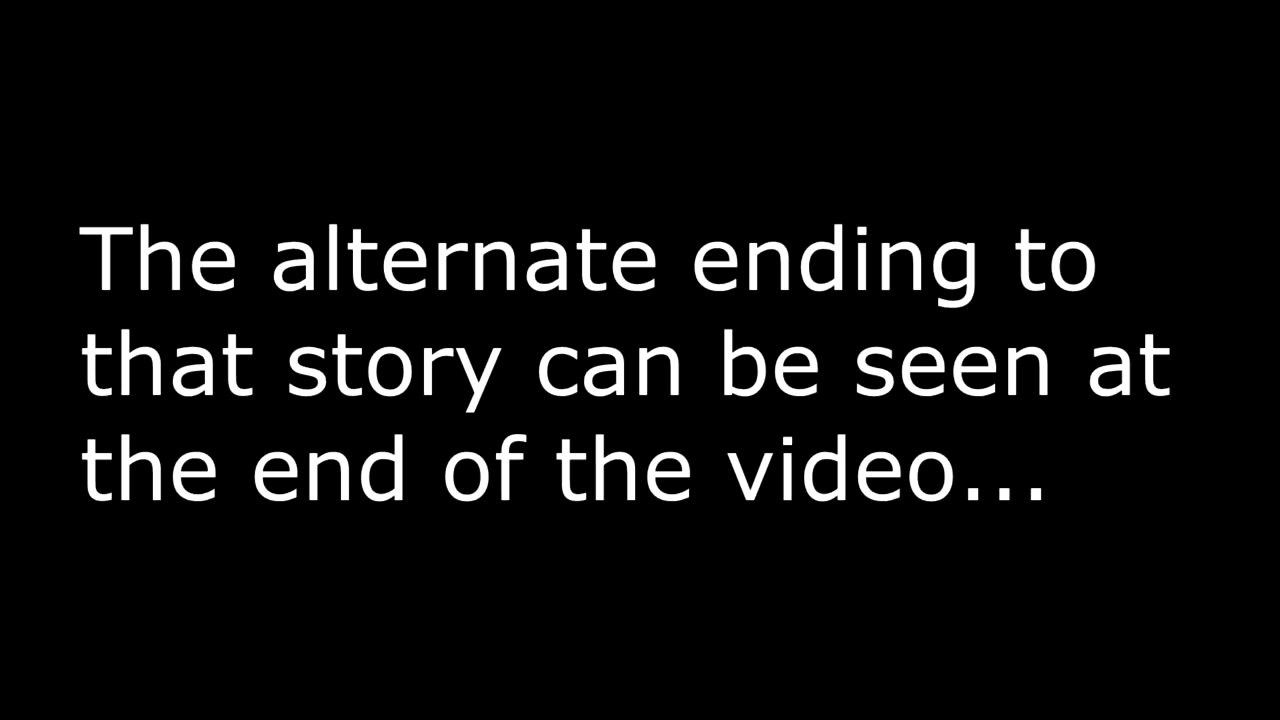 The alternate ending to
that story can be seen at
the end of the video...